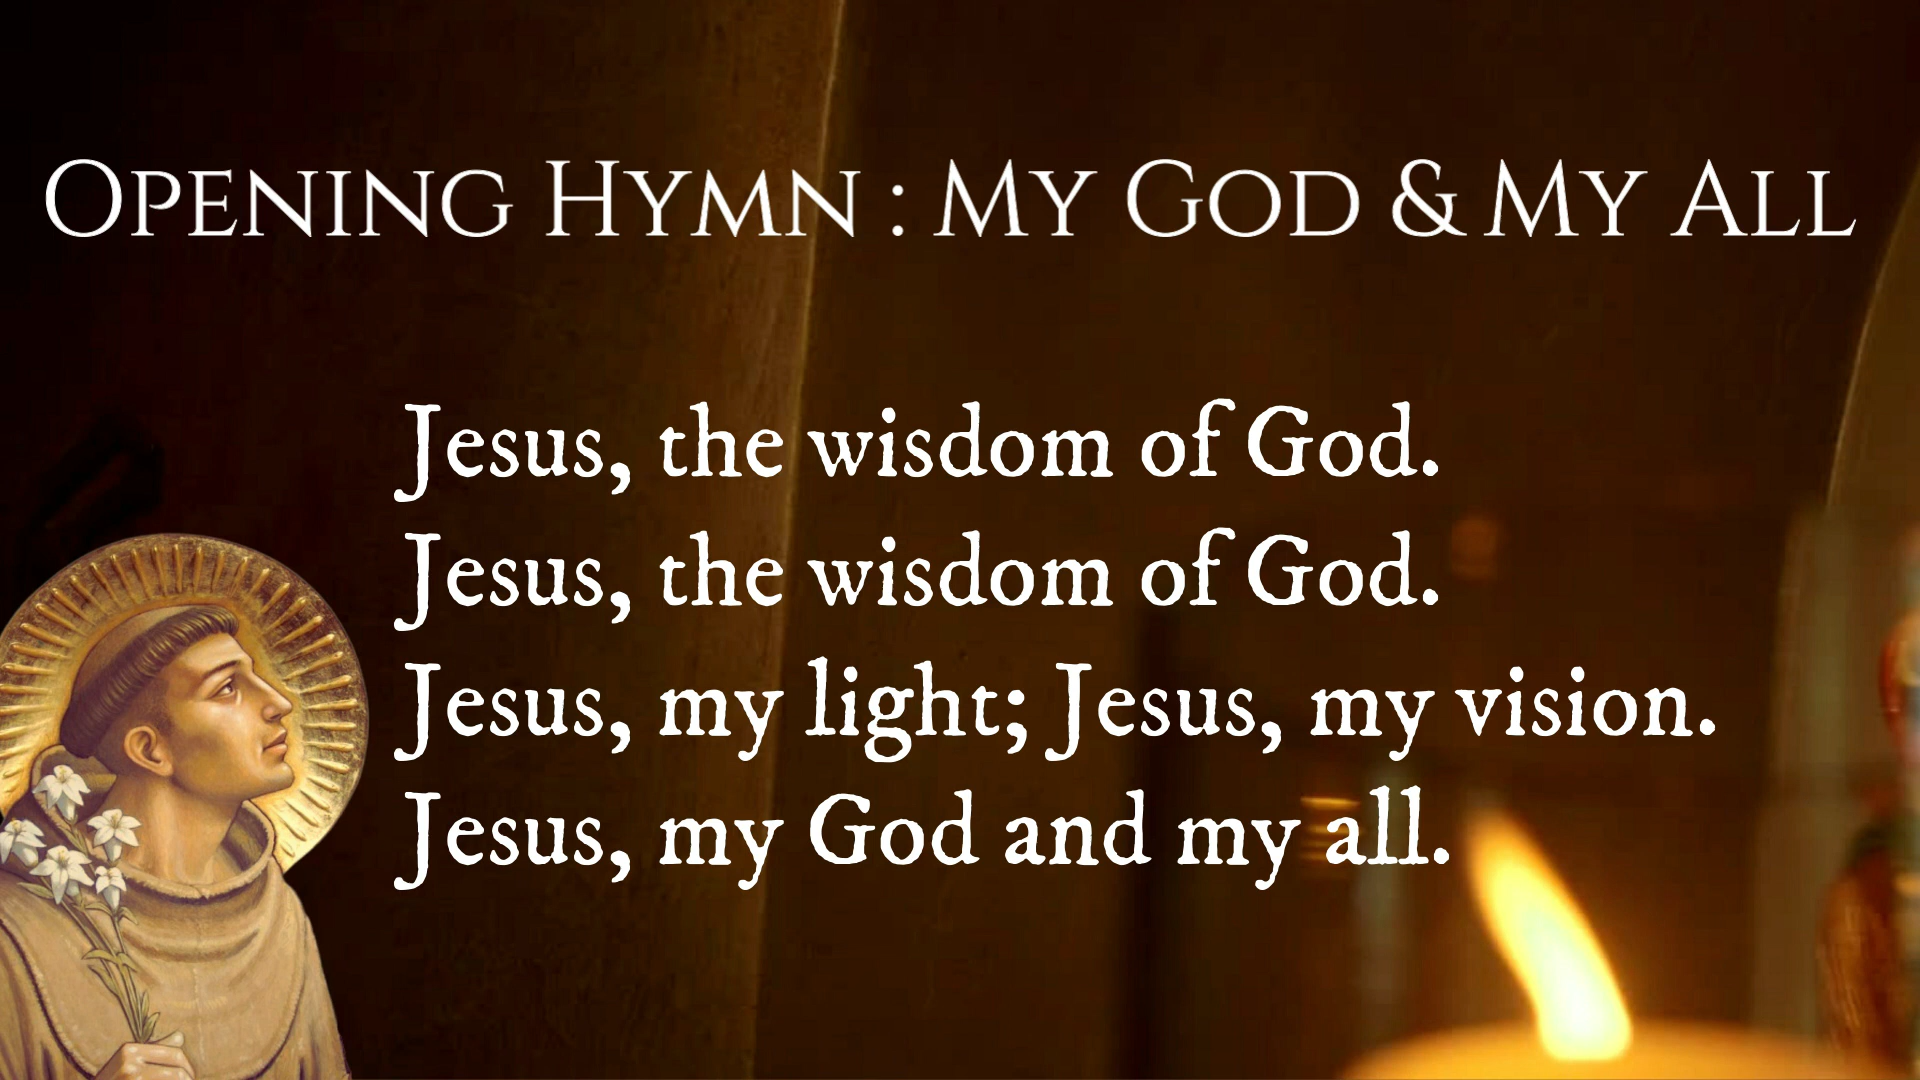 Opening Hymn : My God & My All
Jesus, the wisdom of God.
Jesus, the wisdom of God.
Jesus, my light; Jesus, my vision.
Jesus, my God and my all.